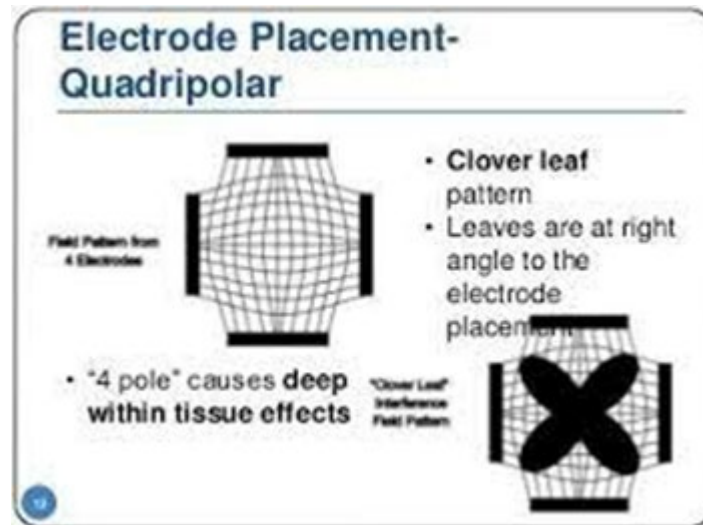 Electrode Placement-
Quadripolar
• Clover leaf
pattern
• Leaves are at right
angle to the
electrode
placement
Field Pattern from
4 Electrodes
• "4 pole" causes deep
within tissue effects
"Clover Leaf"
Interference
Field Pattern